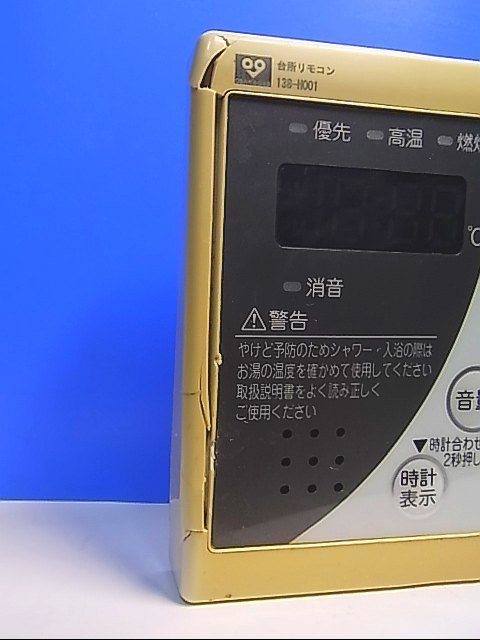 台所リモコン
138-H001
優先 高温
℃
消音
⚠警告
やけど予防のためシャワー・入浴の際は
お湯の温度を確かめて使用してください
取扱説明書をよく読み正しく
ご使用ください
音量
▼時計合わせ
2秒押し
時計
表示